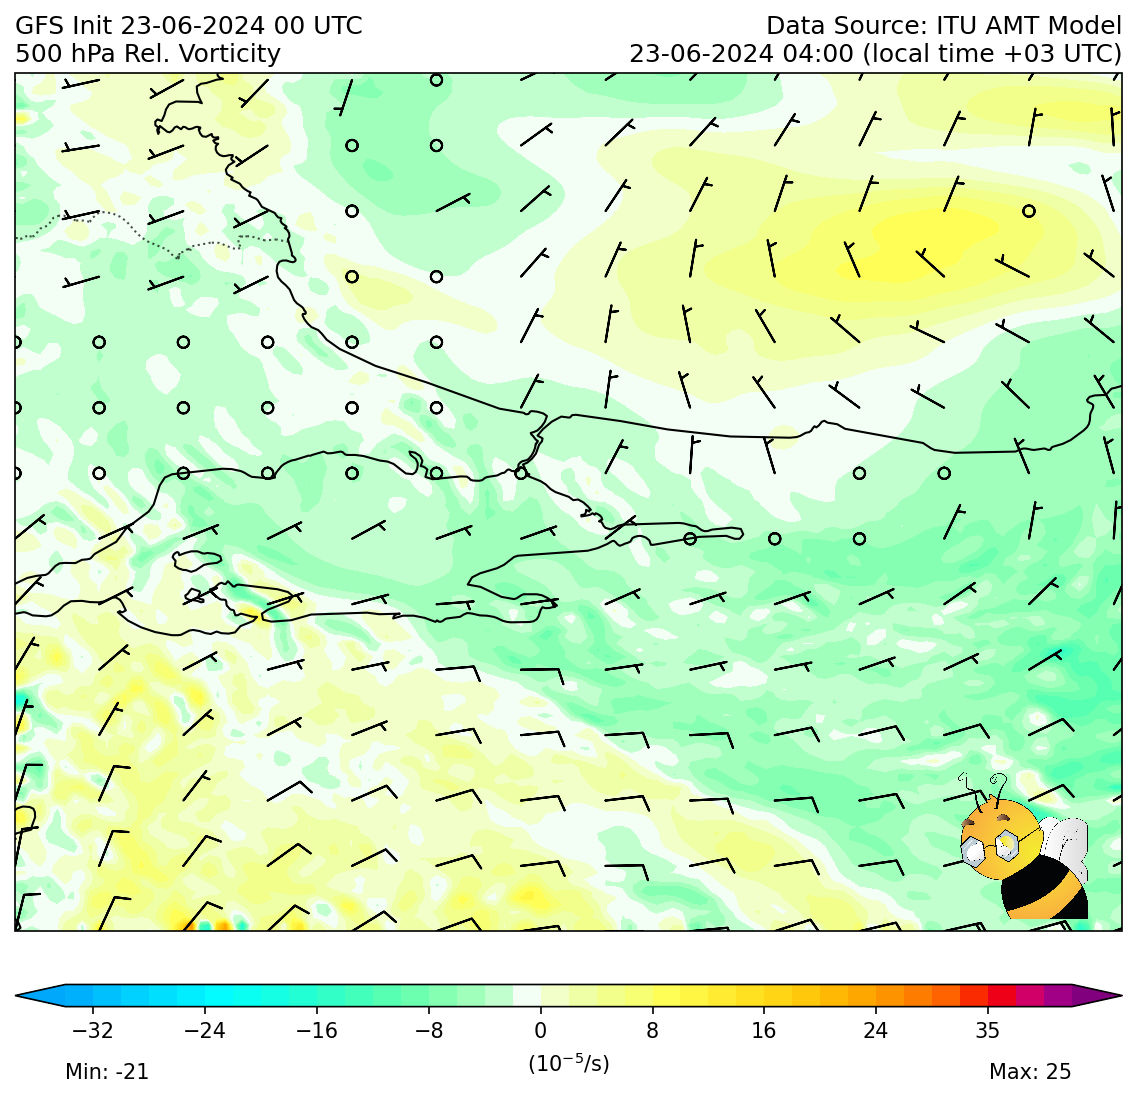 GFS Init 23-06-2024 00 UTC
Data Source: ITU AMT Model
500 hPa Rel. Vorticity
23-06-2024 04:00 (local time +03 UTC)
−32 −24 −16 −8 0 8 16 24 35
(10⁻⁵/s)
Min: -21
Max: 25